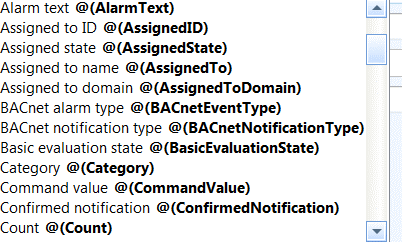 Alarm text @(AlarmText)
Assigned to ID @(AssignedID)
Assigned state @(AssignedState)
Assigned to name @(AssignedTo)
Assigned to domain @(AssignedToDomain)
BACnet alarm type @(BACnetEventType)
BACnet notification type @(BACnetNotificationType)
Basic evaluation state @(BasicEvaluationState)
Category @(Category)
Command value @(CommandValue)
Confirmed notification @(ConfirmedNotification)
Count @(Count)